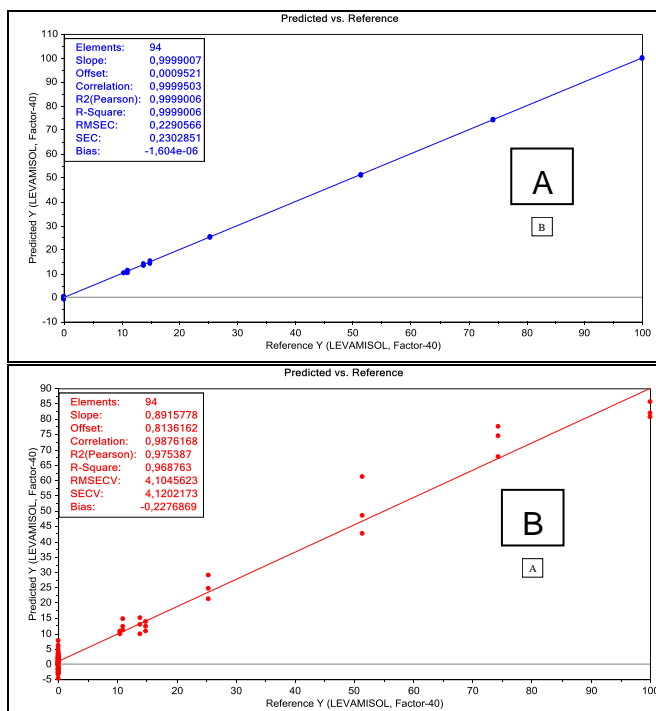 Predicted vs. Reference
110
100
90
80
70
60
50
40
30
20
10
0
-10
Predicted Y (LEVAMISOL, Factor-40)
Elements: 94
Slope: 0,9999007
Offset: 0,0009521
Correlation: 0,9999503
R2(Pearson): 0,9999006
R-Square: 0,9999006
RMSEC: 0,2290566
SEC: 0,2302851
Bias: -1,604e-06
A
B
0 10 20 30 40 50 60 70 80 90 100
Reference Y (LEVAMISOL, Factor-40)
Predicted vs. Reference
90
85
80
75
70
65
60
55
50
45
40
35
30
25
20
15
10
5
0
-5
Predicted Y (LEVAMISOL, Factor-40)
Elements: 94
Slope: 0,8915778
Offset: 0,8136162
Correlation: 0,9876168
R2(Pearson): 0,975387
R-Square: 0,968763
RMSECV: 4,1045623
SECV: 4,1202173
Bias: -0,2276869
B
A
0 10 20 30 40 50 60 70 80 90 100
Reference Y (LEVAMISOL, Factor-40)